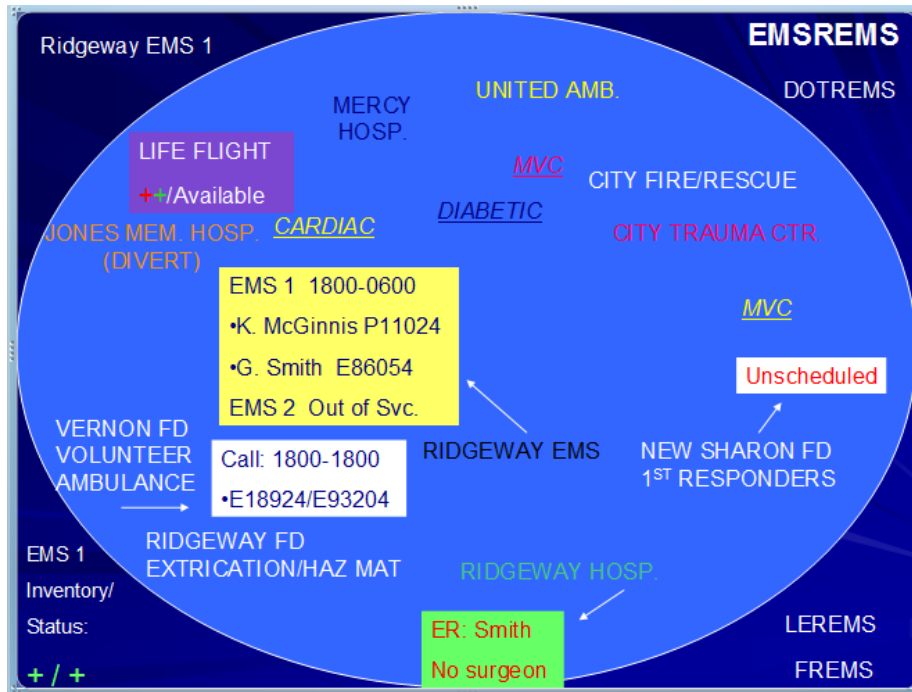 Ridgeway EMS 1
EMSREMS
DOTREMS
UNITED AMB.
MERCY
HOSP.
LIFE FLIGHT
++/Available
MVC
CITY FIRE/RESCUE
DIABETIC
CARDIAC
JONES MEM. HOSP.
(DIVERT)
CITY TRAUMA CTR.
EMS 1 1800-0600
•K. McGinnis P11024
•G. Smith E86054
EMS 2 Out of Svc.
MVC
Unscheduled
VERNON FD
VOLUNTEER
AMBULANCE
Call: 1800-1800
•E18924/E93204
RIDGEWAY EMS
NEW SHARON FD
1ST RESPONDERS
RIDGEWAY FD
EXTRICATION/HAZ MAT
EMS 1
Inventory/
Status:
+ / +
RIDGEWAY HOSP.
ER: Smith
No surgeon
LEREMS
FREMS